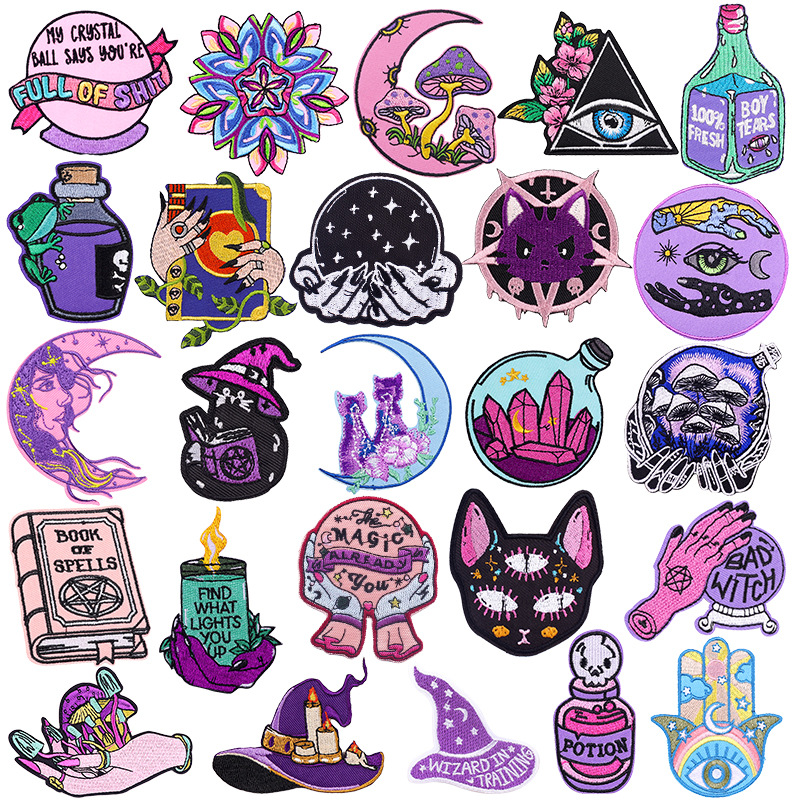 MY CRYSTAL
BALL SAYS YOU'RE
FULL OF SHIT
100%
FRESH
BOY
TEARS
BOOK
OF
SPELLS
FIND
WHAT
LIGHTS
YOU
UP
The
MAGIC
ALREADY
You
BAD
WITCH
WIZARD IN
TRAINING
POTION